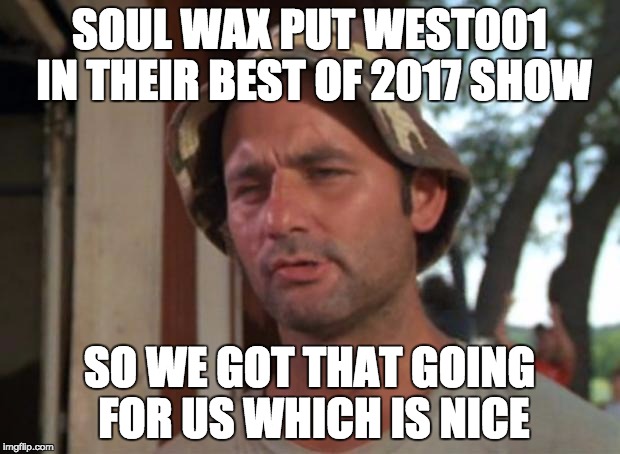 SOUL WAX PUT WEST001
IN THEIR BEST OF 2017 SHOW
SO WE GOT THAT GOING
FOR US WHICH IS NICE
imgflip.com